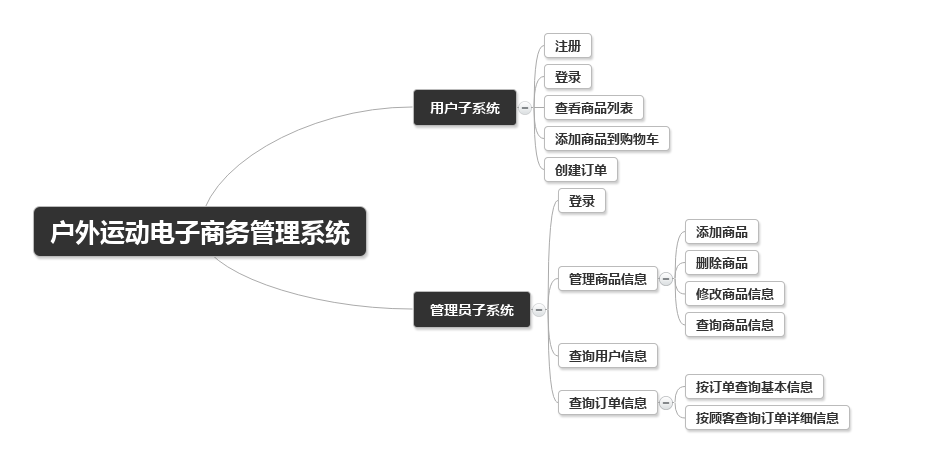 户外运动电子商务管理系统
用户子系统
注册
登录
查看商品列表
添加商品到购物车
创建订单
管理员子系统
登录
管理商品信息
添加商品
删除商品
修改商品信息
查询商品信息
查询用户信息
查询订单信息
按订单查询基本信息
按顾客查询订单详细信息